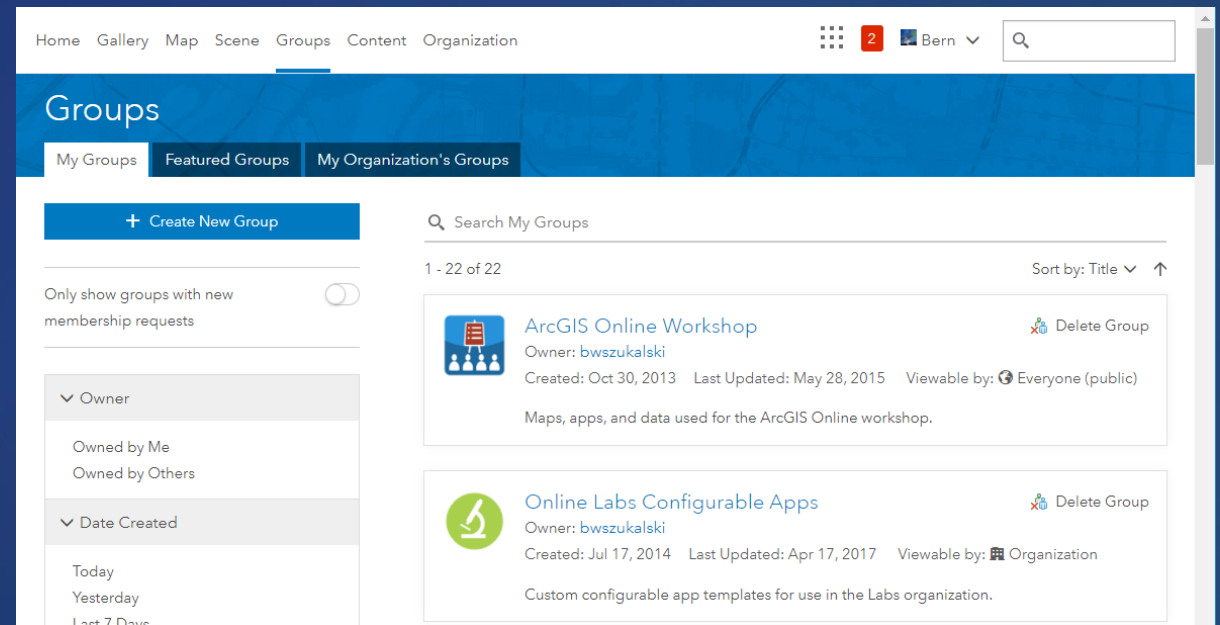 Home Gallery Map Scene Groups Content Organization 2 Bern
Groups
My Groups Featured Groups My Organization's Groups
+ Create New Group
Search My Groups
1 - 22 of 22 Sort by: Title
Only show groups with new
membership requests
Owner
Owned by Me
Owned by Others
Date Created
Today
Yesterday
Last 7 Days
ArcGIS Online Workshop Delete Group
Owner: bwszukalski
Created: Oct 30, 2013 Last Updated: May 28, 2015 Viewable by: Everyone (public)
Maps, apps, and data used for the ArcGIS Online workshop.
Online Labs Configurable Apps Delete Group
Owner: bwszukalski
Created: Jul 17, 2014 Last Updated: Apr 17, 2017 Viewable by: Organization
Custom configurable app templates for use in the Labs organization.